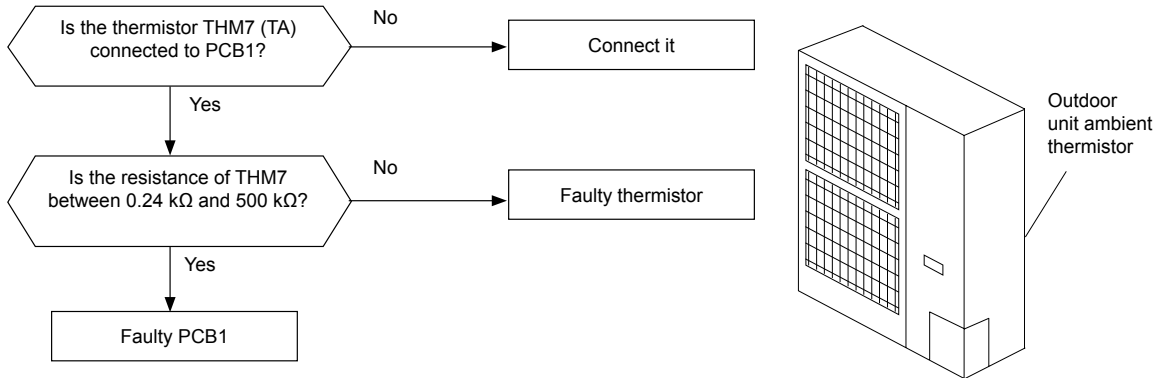 Is the thermistor THM7 (TA)
connected to PCB1?
No
Connect it
Yes
Is the resistance of THM7
between 0.24 kΩ and 500 kΩ?
No
Faulty thermistor
Yes
Faulty PCB1
Outdoor
unit ambient
thermistor